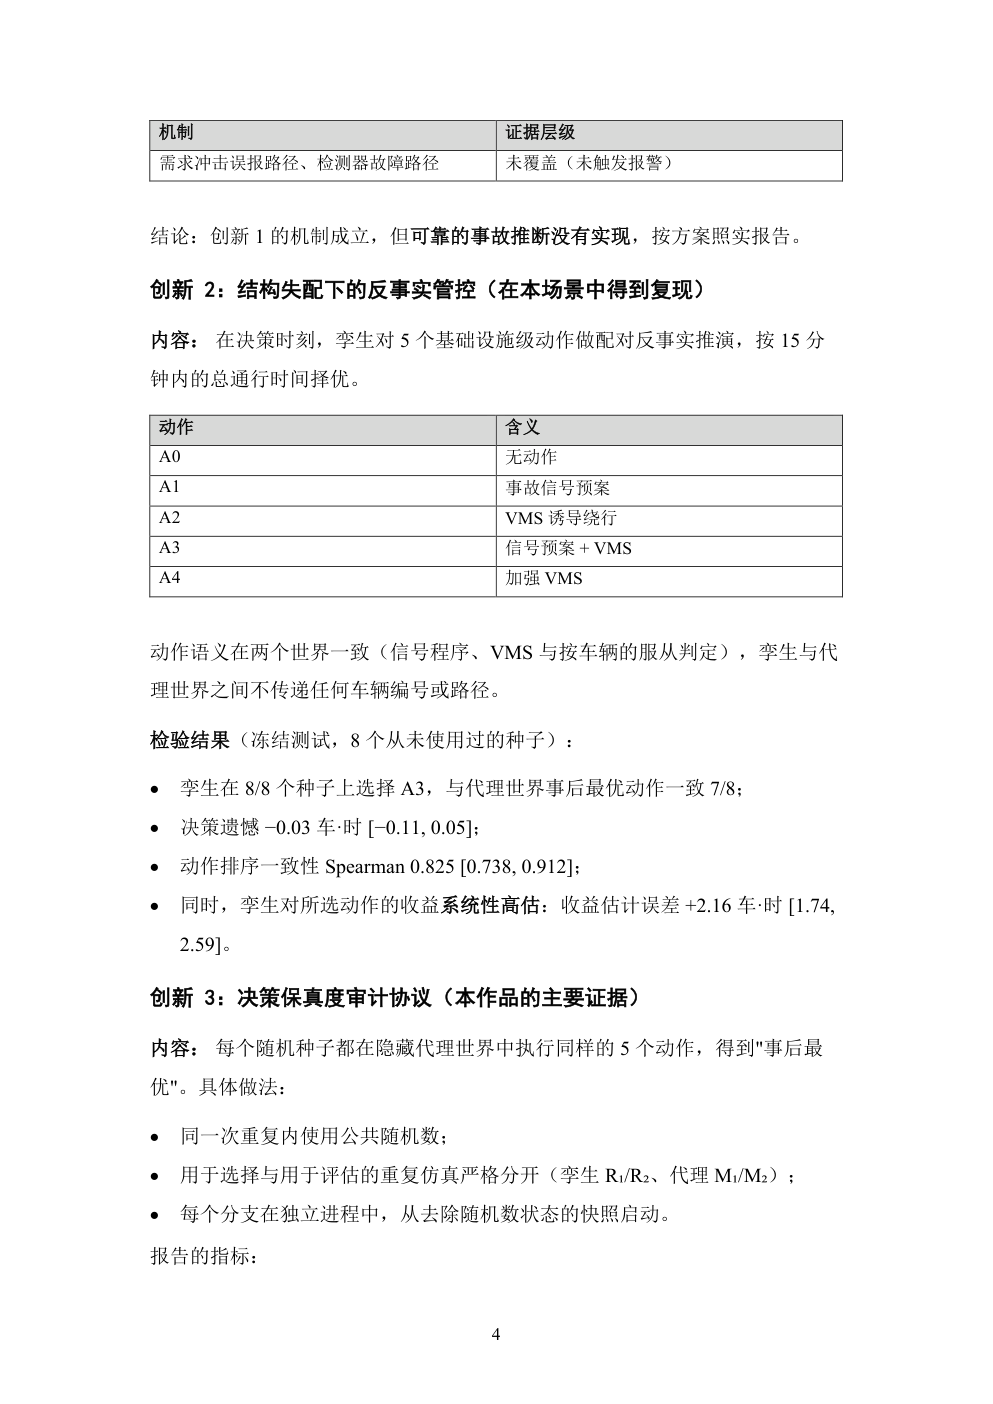 机制 证据层级
需求冲击误报路径、检测器故障路径 未覆盖（未触发报警）
结论：创新 1 的机制成立，但可靠的事故推断没有实现，按方案照实报告。
创新 2：结构失配下的反事实管控（在本场景中得到复现）
内容： 在决策时刻，孪生对 5 个基础设施级动作做配对反事实推演，按 15 分
钟内的总通行时间择优。
动作 含义
A0 无动作
A1 事故信号预案
A2 VMS 诱导绕行
A3 信号预案 + VMS
A4 加强 VMS
动作语义在两个世界一致（信号程序、VMS 与按车辆的服从判定），孪生与代
理世界之间不传递任何车辆编号或路径。
检验结果（冻结测试，8 个从未使用过的种子）：
• 孪生在 8/8 个种子上选择 A3，与代理世界事后最优动作一致 7/8；
• 决策遗憾 −0.03 车·时 [−0.11, 0.05]；
• 动作排序一致性 Spearman 0.825 [0.738, 0.912]；
• 同时，孪生对所选动作的收益系统性高估：收益估计误差 +2.16 车·时 [1.74,
2.59]。
创新 3：决策保真度审计协议（本作品的主要证据）
内容： 每个随机种子都在隐藏代理世界中执行同样的 5 个动作，得到"事后最
优"。具体做法：
• 同一次重复内使用公共随机数；
• 用于选择与用于评估的重复仿真严格分开（孪生 R₁/R₂、代理 M₁/M₂）；
• 每个分支在独立进程中，从去除随机数状态的快照启动。
报告的指标：
4